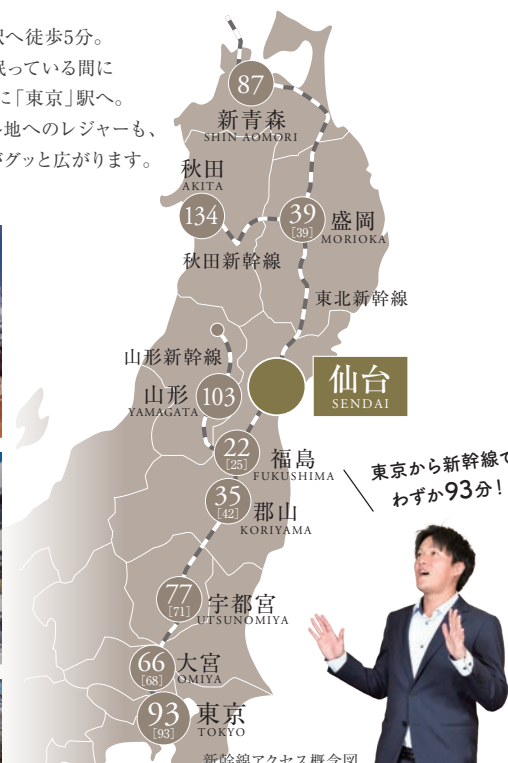 駅へ徒歩5分。
眠っている間に
に「東京」駅へ。
地へのレジャーも、
がグッと広がります。
87
新青森
SHIN AOMORI
秋田
AKITA
134
39
[39]
盛岡
MORIOKA
秋田新幹線
東北新幹線
山形新幹線
山形
YAMAGATA
103
仙台
SENDAI
22
[25]
福島
FUKUSHIMA
東京から新幹線で
わずか93分!
35
[42]
郡山
KORIYAMA
77
[71]
宇都宮
UTSUNOMIYA
66
[68]
大宮
OMIYA
93
[93]
東京
TOKYO
新幹線アクセス概念図